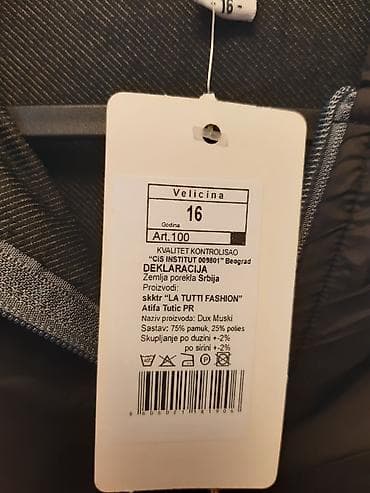 16 -
Velicina
16
Godina
Art.100
KVALITET KONTROLISAO
"CiS INSTITUT 009801" Beograd
DEKLARACIJA
Zemlja porekla Srbija
Proizvodi:
skktr "LA TUTTI FASHION"
Atifa Tutic PR
Naziv proizvoda: Dux Muski
Sastav: 75% pamuk, 25% polies
Skupljanje po duzini +-2%
po sirini +-2%